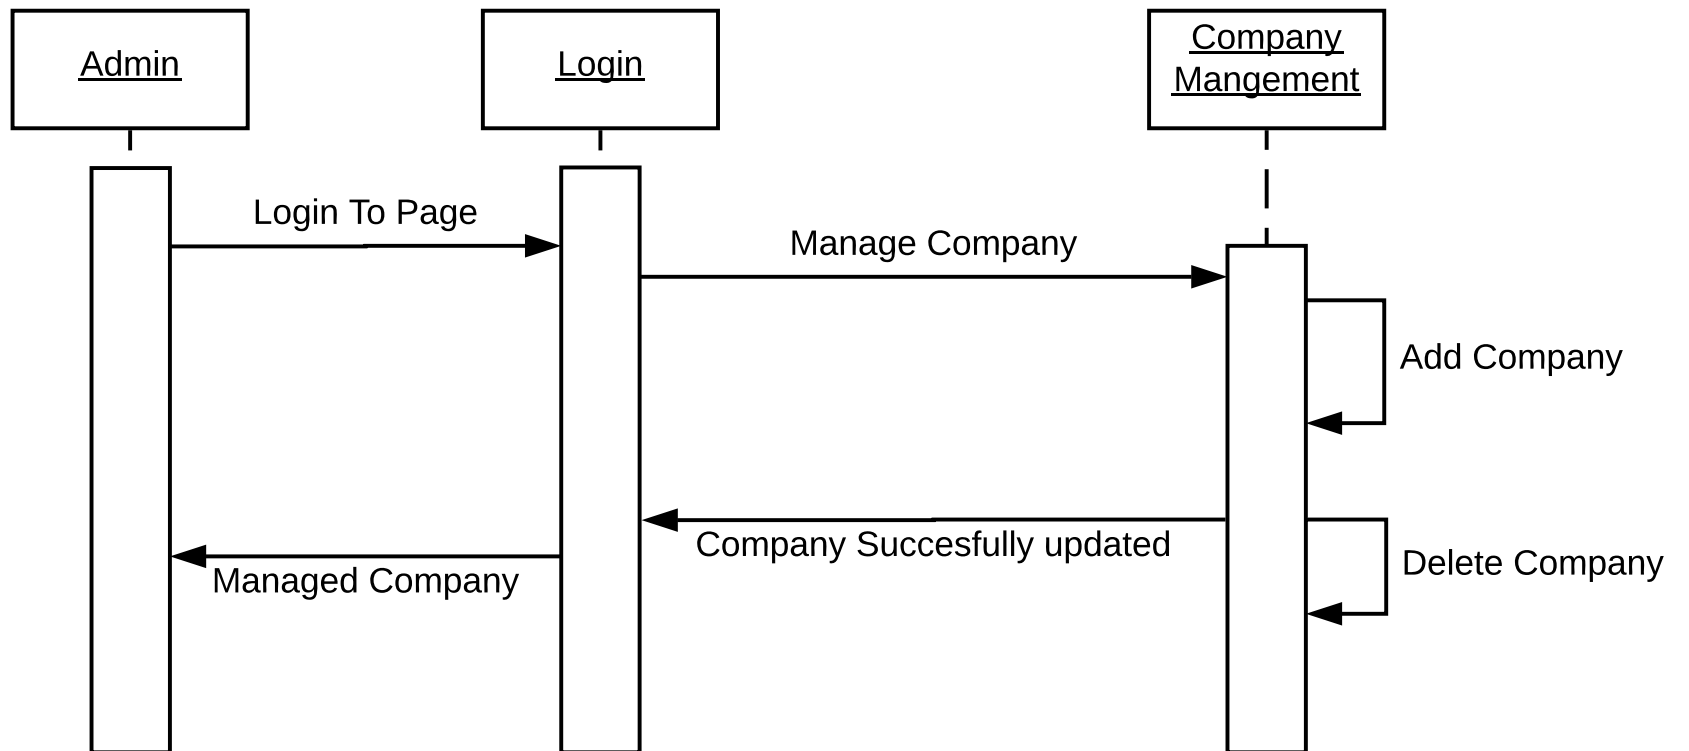 Admin
Login
Company
Mangement
Login To Page
Manage Company
Add Company
Company Succesfully updated
Delete Company
Managed Company